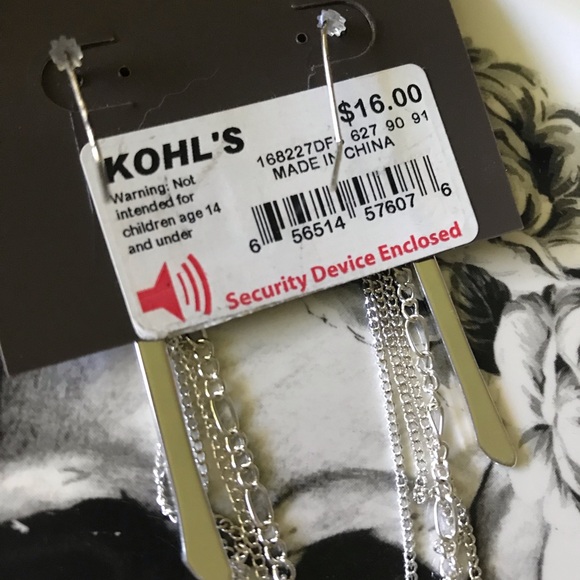 KOHL'S
$16.00
168227DF 627 90 91
MADE IN CHINA
Warning: Not
intended for
children age 14
and under
6 56514 57607 6
Security Device Enclosed